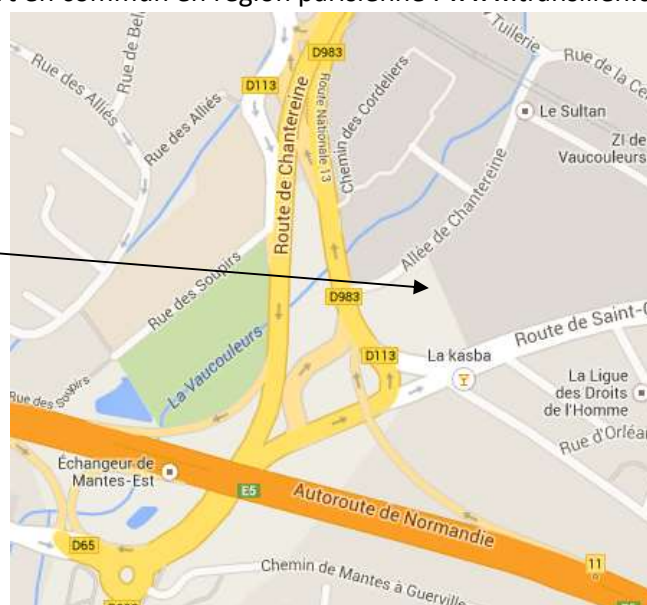 D983
Tuilerie
Rue de la Ce
Rue de Bel
D113
Rue des Alliés
Rue des Alliés
Route Nationale 13
Chemin des Cordeliers
Le Sultan
ZI de
Vaucouleurs
Route de Chantereine
Allée de Chantereine
Rue des Soupirs
D983
Route de Saint-
D113
La kasba
La Vaucouleurs
La Ligue
des Droits
de l'Homme
Rue des Soupirs
Rue d'Orléa
Échangeur de
Mantes-Est
E5
Autoroute de Normandie
D65
11
Chemin de Mantes à Guerville